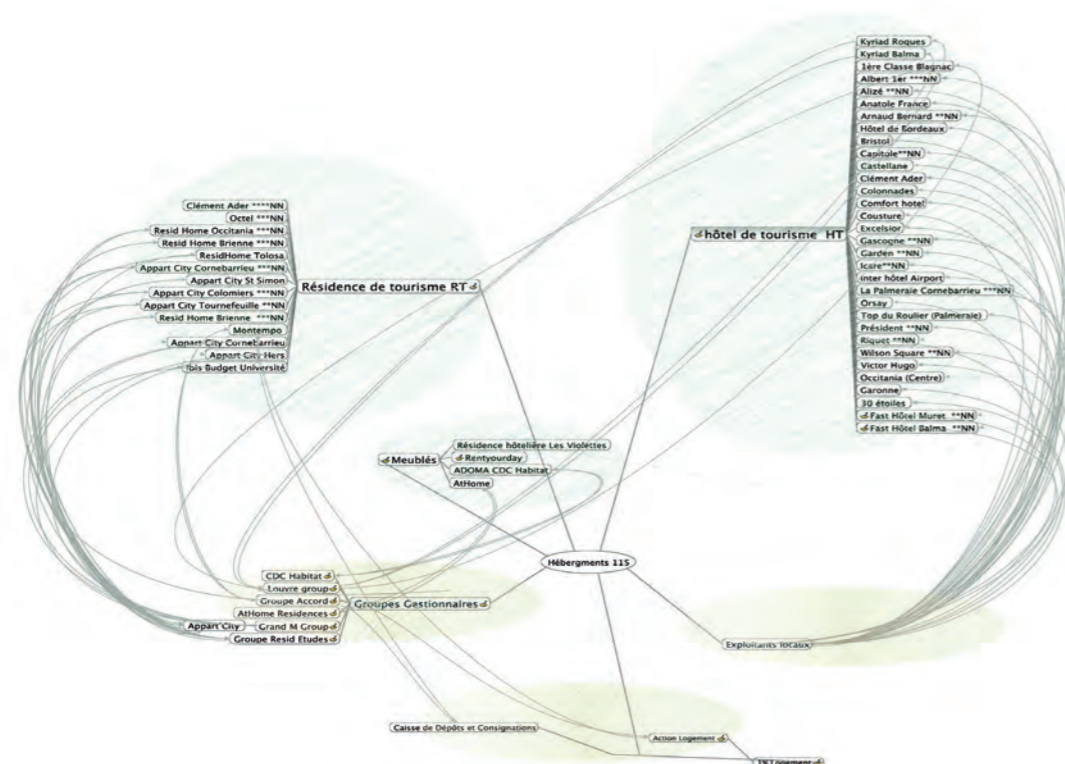 Clément Ader ****NN
Octel ***NN
Resid Home Occitania ***NN
Resid Home Brienne ***NN
ResidHome Tolosa
Appart City Cornebarrieu ***NN
Appart City St Simon
Appart City Colomiers ***NN
Appart City Tournefeuille **NN
Resid Home Brienne ***NN
Montempo
Appart City Cornebarrieu
Appart City Hers
Ibis Budget Université
Résidence de tourisme RT
Kyriad Roques
Kyriad Balma
1ère Classe Blagnac
Albert 1er ***NN
Alizé **NN
Anatole France
Arnaud Bernard **NN
Hôtel de Bordeaux
Bristol
Capitole**NN
Castellane
Clément Ader
Colonnades
Comfort hotel
Cousture
Excelsior
Gascogne **NN
Garden **NN
Icare**NN
inter hôtel Airport
La Palmeraie Cornebarrieu ***NN
Orsay
Top du Roulier (Palmeraie)
Président **NN
Riquet **NN
Wilson Square **NN
Victor Hugo
Occitania (Centre)
Garonne
30 étoiles
Fast Hôtel Muret **NN
Fast Hôtel Balma **NN
hôtel de tourisme HT
Meublés
Résidence hôtelière Les Violettes
Rentyourday
ADOMA CDC Habitat
AtHome
Hébergments 115
CDC Habitat
Louvre group
Groupe Accord
AtHome Residences
Appart'City
Grand M Group
Groupe Resid Etudes
Groupes Gestionnaires
Exploitants locaux
Caisse de Dépôts et Consignations
Action Logement
1% Logement